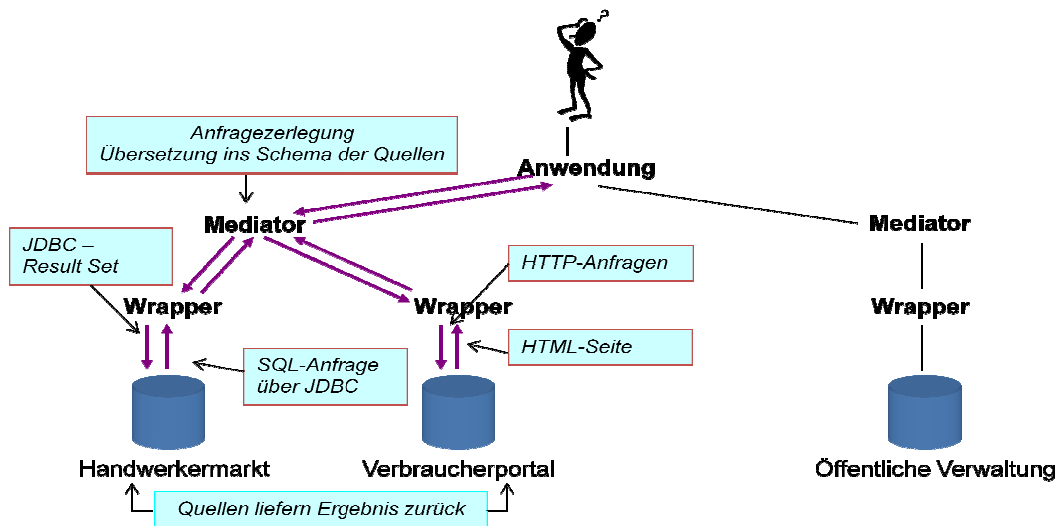 ?
Anfragezerlegung
Übersetzung ins Schema der Quellen
Anwendung
Mediator
Mediator
JDBC –
Result Set
HTTP-Anfragen
Wrapper
Wrapper
Wrapper
HTML-Seite
SQL-Anfrage
über JDBC
Handwerkermarkt
Verbraucherportal
Öffentliche Verwaltung
Quellen liefern Ergebnis zurück